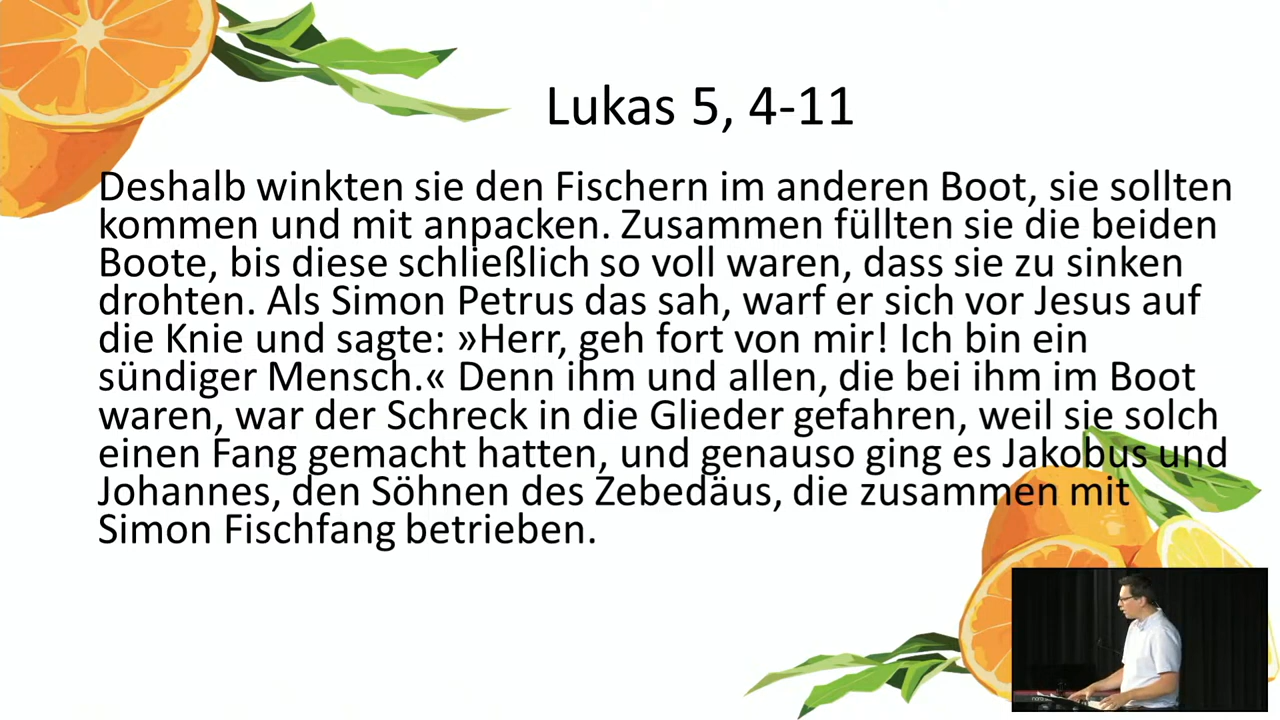 Lukas 5, 4-11
Deshalb winkten sie den Fischern im anderen Boot, sie sollten
kommen und mit anpacken. Zusammen füllten sie die beiden
Boote, bis diese schließlich so voll waren, dass sie zu sinken
drohten. Als Simon Petrus das sah, warf er sich vor Jesus auf
die Knie und sagte: »Herr, geh fort von mir! Ich bin ein
sündiger Mensch.« Denn ihm und allen, die bei ihm im Boot
waren, war der Schreck in die Glieder gefahren, weil sie solch
einen Fang gemacht hatten, und genauso ging es Jakobus und
Johannes, den Söhnen des Zebedäus, die zusammen mit
Simon Fischfang betrieben.